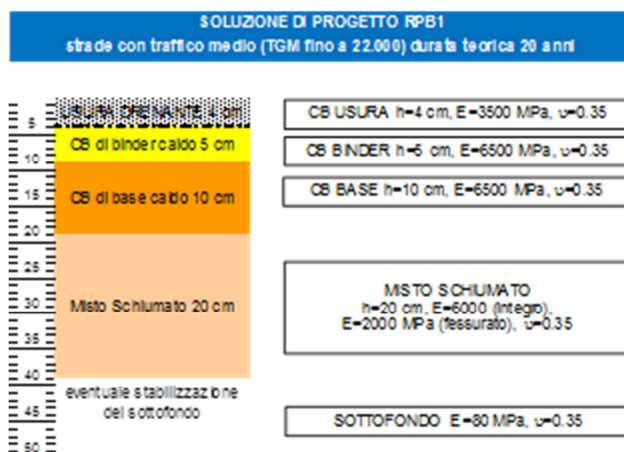 SOLUZIONE DI PROGETTO RPB1
strade con traffico medio (TGM fino a 22.000) durata teorica 20 anni
USURA DRENANTE 4 cm
CB USURA h=4 cm, E=3500 MPa, υ=0.35
5
CB di binder caldo 5 cm
CB BINDER h=5 cm, E=6500 MPa, υ=0.35
10
CB di base caldo 10 cm
CB BASE h=10 cm, E=6500 MPa, υ=0.35
15
20
25
Misto Schiumato 20 cm
MISTO SCHIUMATO
h=20 cm, E=6000 (integro),
E=2000 MPa (fessurato), υ=0.35
30
35
40
eventuale stabilizzazione
del sottofondo
SOTTOFONDO E=80 MPa, υ=0.35
45
50